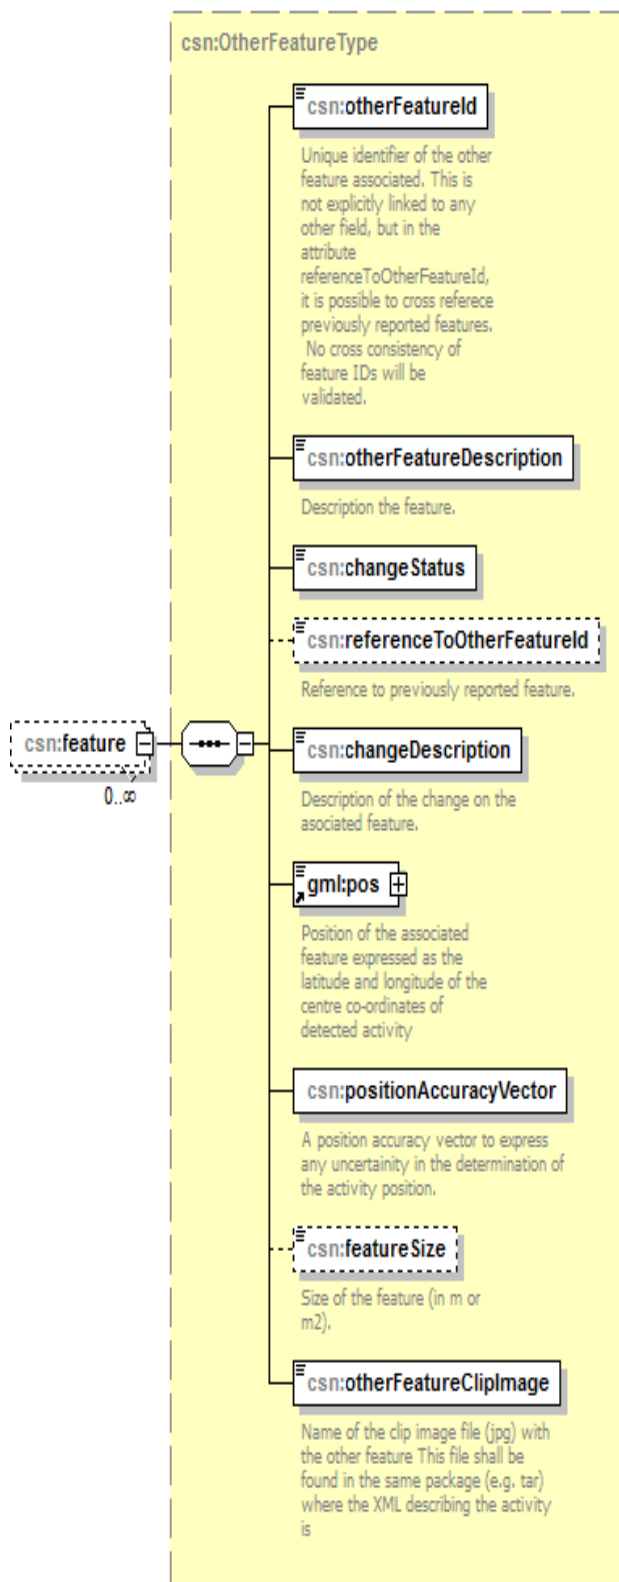 csn:OtherFeatureType
csn:otherFeatureId
Unique identifier of the other
feature associated. This is
not explicitly linked to any
other field, but in the
attribute
referenceToOtherFeatureId,
it is possible to cross referece
previously reported features.
No cross consistency of
feature IDs will be
validated.
csn:otherFeatureDescription
Description the feature.
csn:changeStatus
csn:referenceToOtherFeatureId
Reference to previously reported feature.
csn:feature
0..∞
csn:changeDescription
Description of the change on the
asociated feature.
gml:pos
Position of the associated
feature expressed as the
latitude and longitude of the
centre co-ordinates of
detected activity
csn:positionAccuracyVector
A position accuracy vector to express
any uncertainity in the determination of
the activity position.
csn:featureSize
Size of the feature (in m or
m2).
csn:otherFeatureClipImage
Name of the clip image file (jpg) with
the other feature This file shall be
found in the same package (e.g. tar)
where the XML describing the activity
is